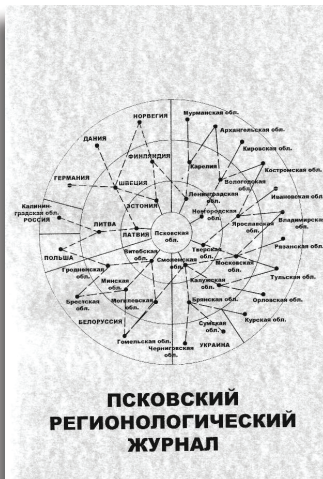 НОРВЕГИЯ
Мурманская обл.
Архангельская обл.
ДАНИЯ
Кировская обл.
ФИНЛЯНДИЯ
Карелия
Костромская обл.
ГЕРМАНИЯ
ШВЕЦИЯ
Вологодская
обл.
Ивановская обл.
Ленинградская
обл.
Калинин-
градская обл.
РОССИЯ
ЭСТОНИЯ
Новгородская
обл.
Ярославская
обл.
Владимирская
обл.
ЛИТВА
ЛАТВИЯ
Псковская
обл.
Рязанская обл.
ПОЛЬША
Витебская
обл.
Тверская
обл.
Гродненская
обл.
Смоленская
обл.
Московская
обл.
Тульская обл.
Минская
обл.
Калужская
обл.
Брестская
обл.
Могилевская
обл.
Брянская
обл.
Орловская обл.
БЕЛОРУССИЯ
Сумская
обл.
Курская обл.
Гомельская обл.
Черниговская
обл.
УКРАИНА
ПСКОВСКИЙ
РЕГИОНОЛОГИЧЕСКИЙ
ЖУРНАЛ